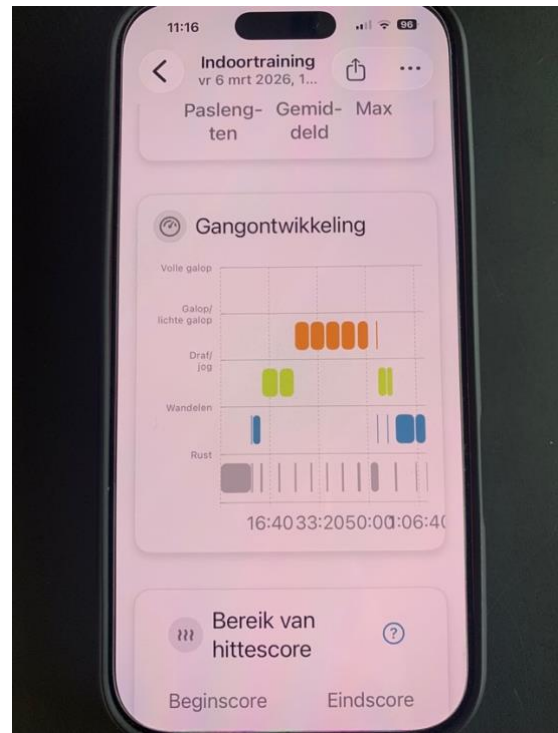 11:16
96
Indoortraining
vr 6 mrt 2026, 1...
Pasleng- Gemid- Max
ten deld
Gangontwikkeling
Volle galop
Galop/
lichte galop
Draf/
jog
Wandelen
Rust
16:40 33:20 50:00 1:06:40
Bereik van
hittescore
?
Beginscore Eindscore